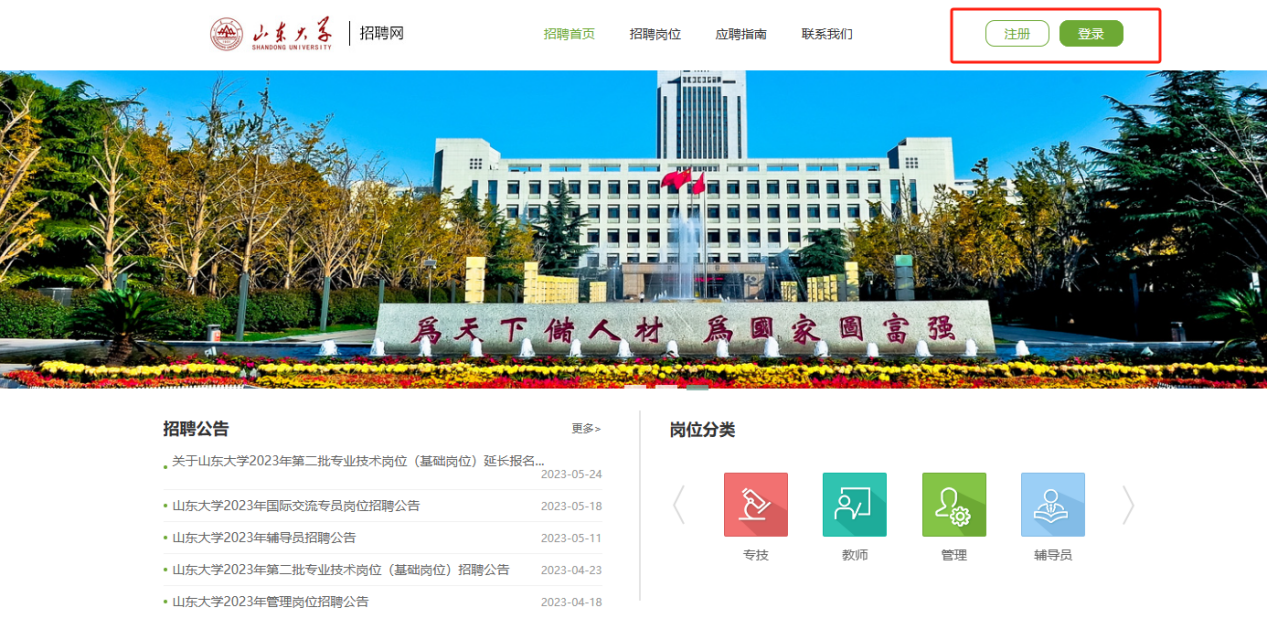 山东大学
SHANDONG UNIVERSITY
招聘网
招聘首页
招聘岗位
应聘指南
联系我们
注册
登录
爲天下儲人材 爲國家圖富强
招聘公告
更多>
关于山东大学2023年第二批专业技术岗位（基础岗位）延长报名...
2023-05-24
山东大学2023年国际交流专员岗位招聘公告
2023-05-18
山东大学2023年辅导员招聘公告
2023-05-11
山东大学2023年第二批专业技术岗位（基础岗位）招聘公告
2023-04-23
山东大学2023年管理岗位招聘公告
2023-04-18
岗位分类
专技
教师
管理
辅导员